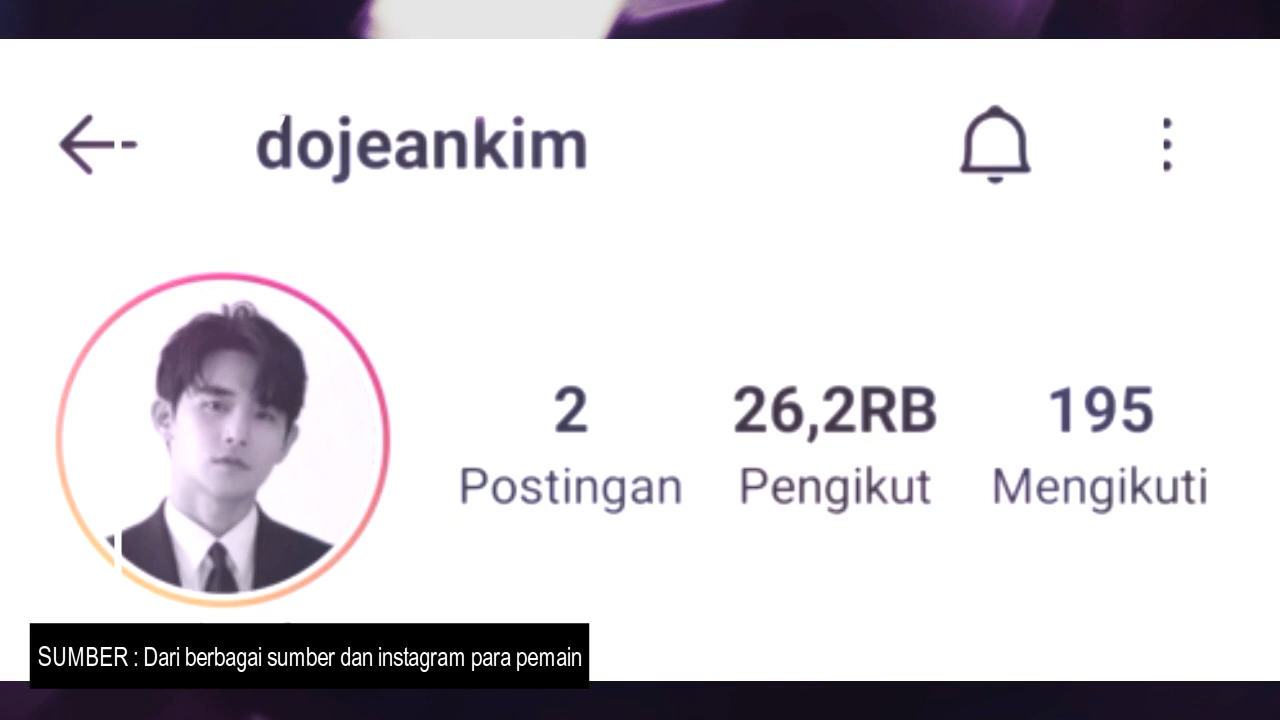 dojeankim
2 26,2RB 195
Postingan Pengikut Mengikuti
SUMBER : Dari berbagai sumber dan instagram para pemain